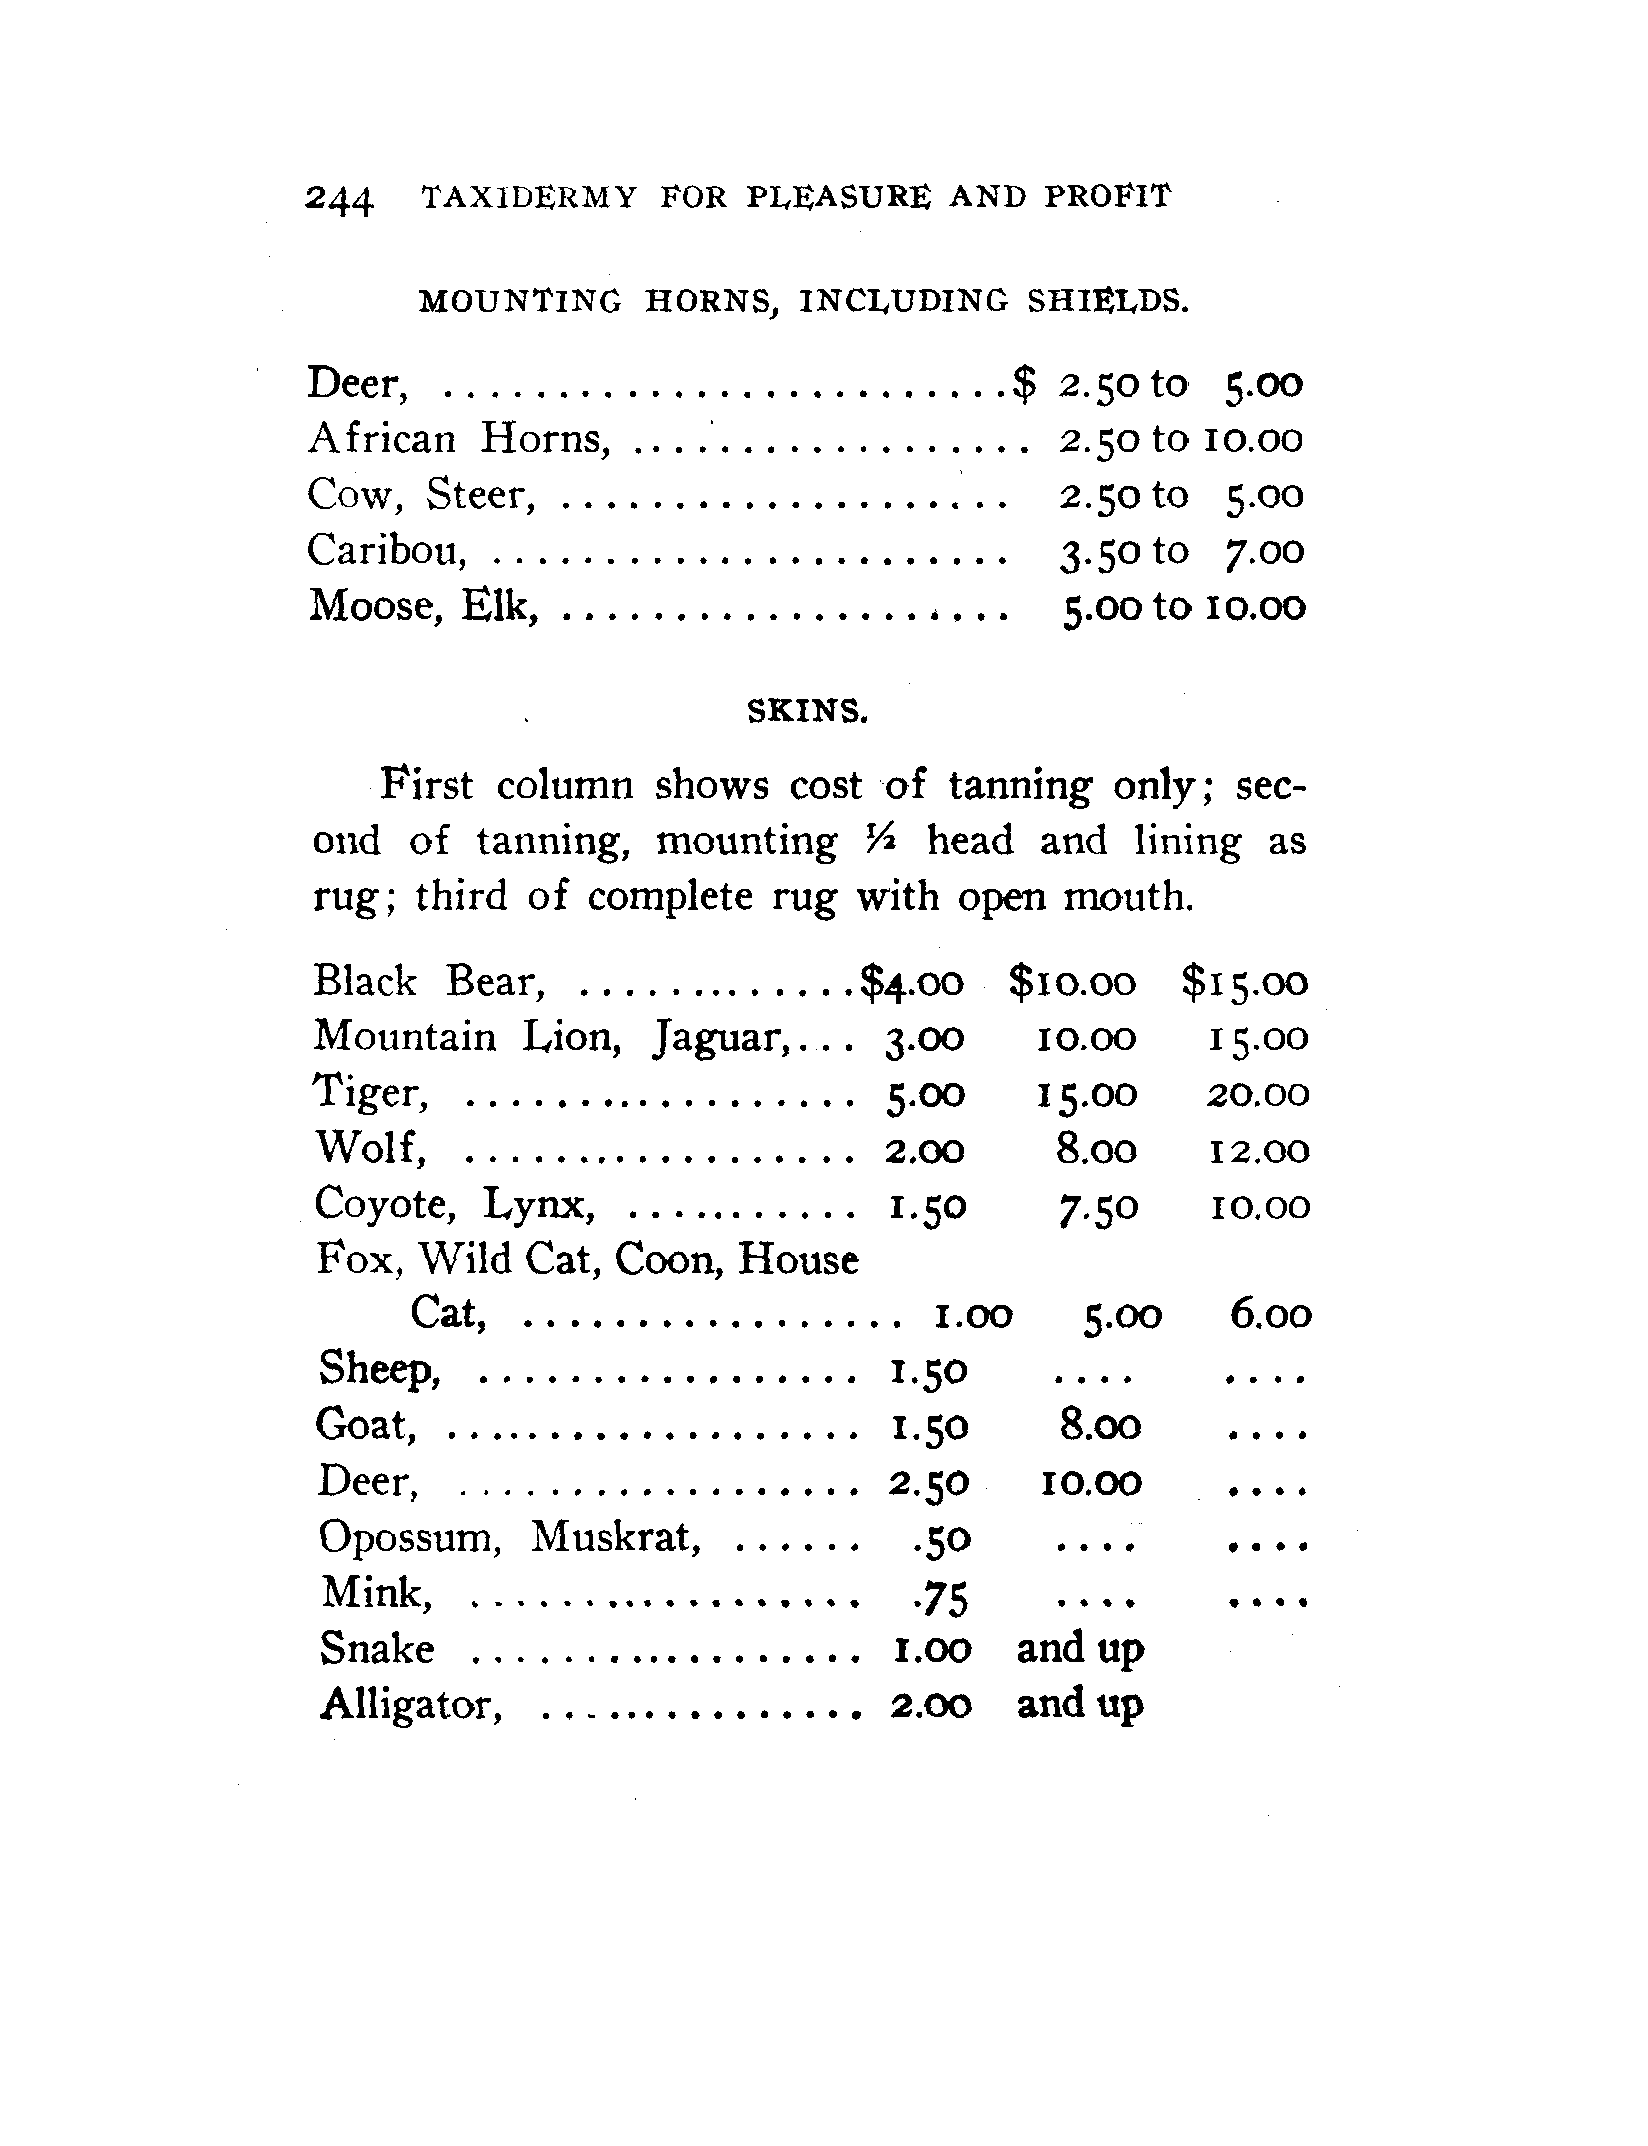 244 TAXIDERMY FOR PLEASURE AND PROFIT
MOUNTING HORNS, INCLUDING SHIELDS.
Deer, .........................$ 2.50 to 5.00
African Horns, .................. 2.50 to 10.00
Cow, Steer, .................... 2.50 to 5.00
Caribou, ....................... 3.50 to 7.00
Moose, Elk, .................... 5.00 to 10.00
SKINS.
First column shows cost of tanning only; sec-
ond of tanning, mounting ½ head and lining as
rug; third of complete rug with open mouth.
Black Bear, .............$4.00 $10.00 $15.00
Mountain Lion, Jaguar,... 3.00 10.00 15.00
Tiger, .................. 5.00 15.00 20.00
Wolf, .................. 2.00 8.00 12.00
Coyote, Lynx, ........... 1.50 7.50 10.00
Fox, Wild Cat, Coon, House
Cat, ................. 1.00 5.00 6.00
Sheep, ................. 1.50 .... ....
Goat, ................... 1.50 8.00 ....
Deer, .................. 2.50 10.00 ....
Opossum, Muskrat, ...... .50 .... ....
Mink, .................. .75 .... ....
Snake .................. 1.00 and up
Alligator, ............... 2.00 and up